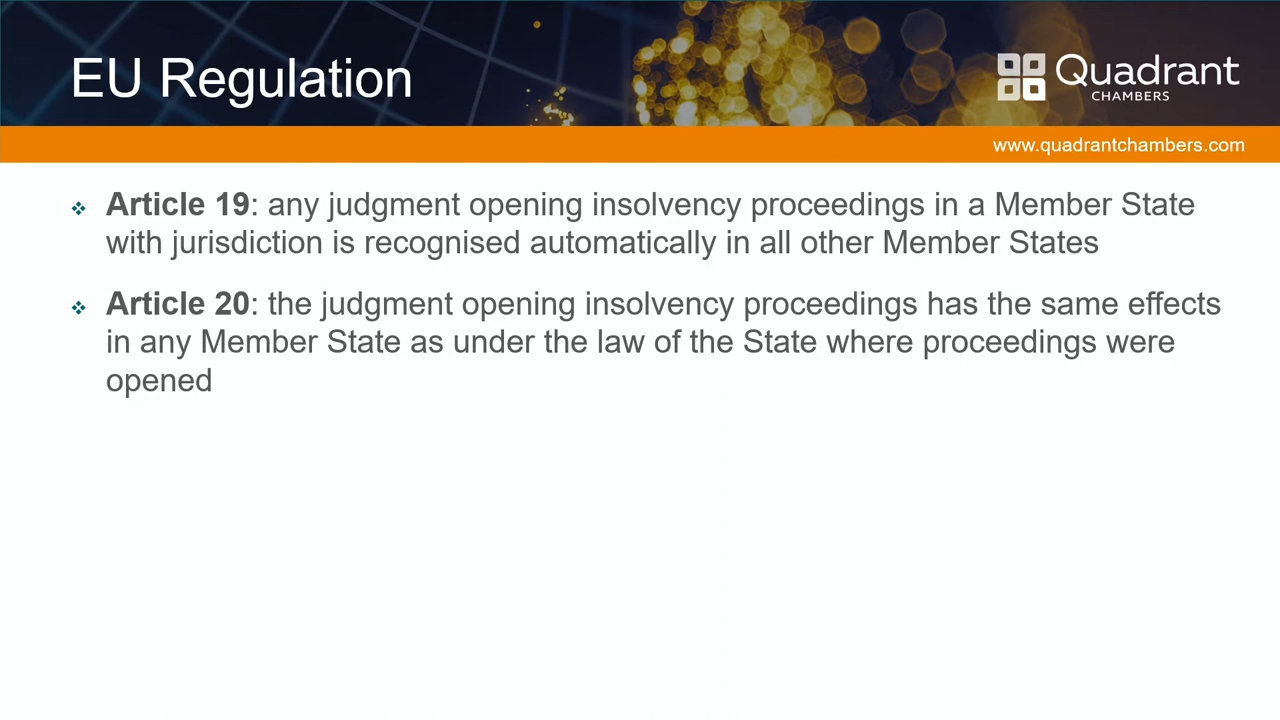 EU Regulation
Quadrant
CHAMBERS
www.quadrantchambers.com
Article 19: any judgment opening insolvency proceedings in a Member State
with jurisdiction is recognised automatically in all other Member States
Article 20: the judgment opening insolvency proceedings has the same effects
in any Member State as under the law of the State where proceedings were
opened